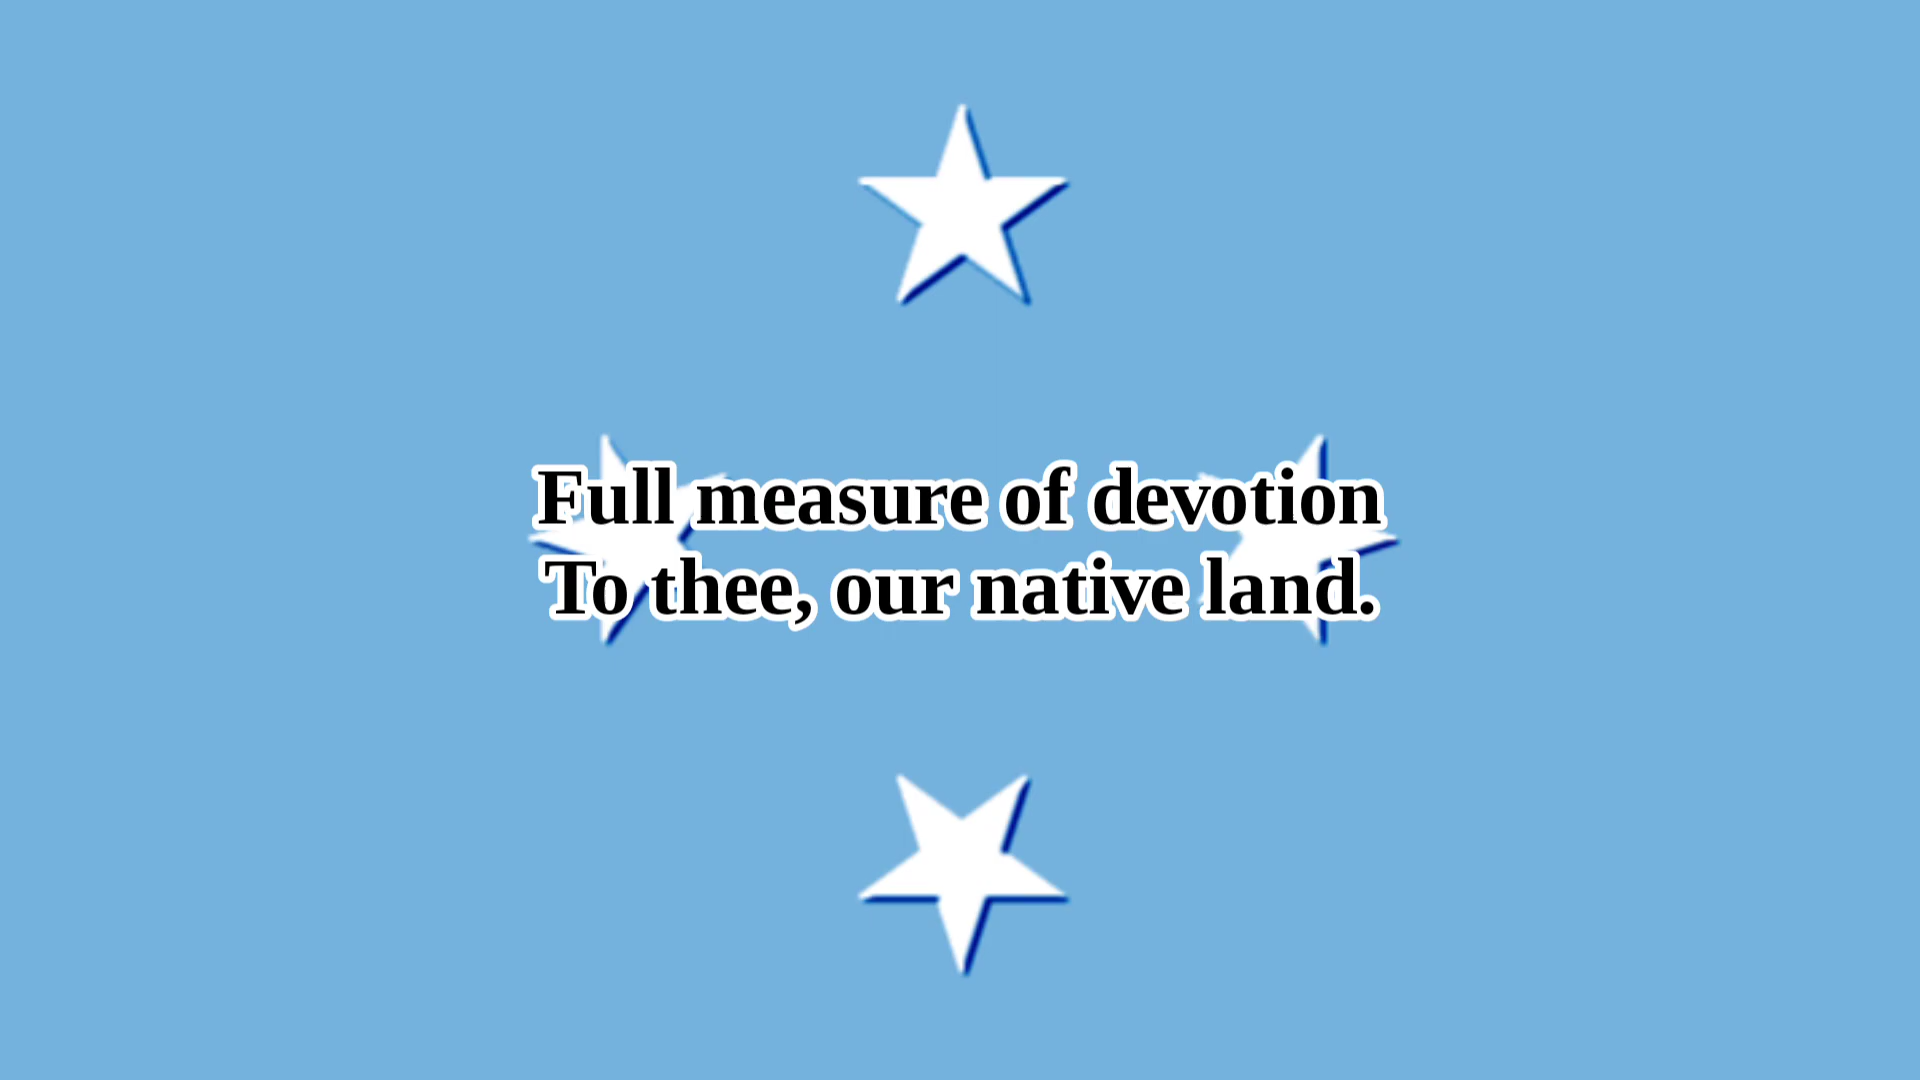 Full measure of devotion
To thee, our native land.